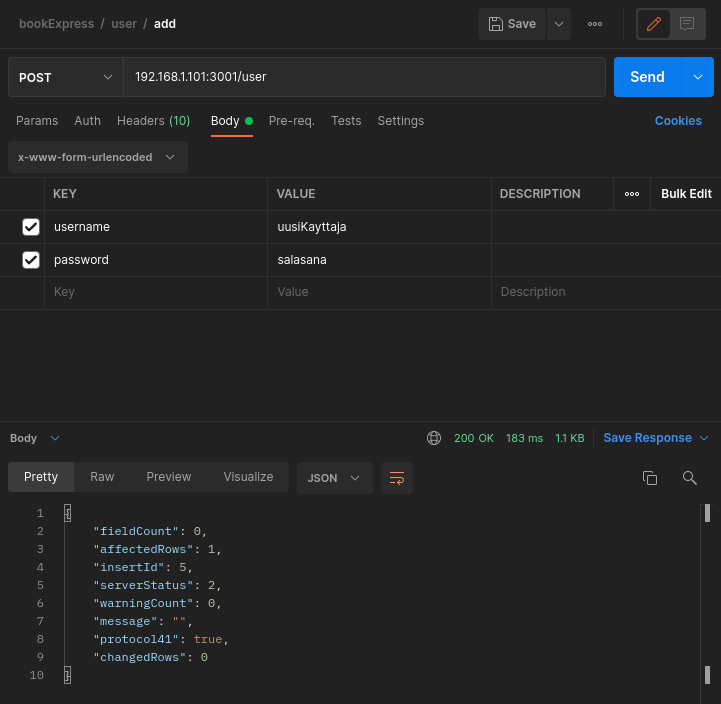 bookExpress / user / add Save ooo
POST 192.168.1.101:3001/user Send
Params Auth Headers (10) Body Pre-req. Tests Settings Cookies
x-www-form-urlencoded
KEY VALUE DESCRIPTION ooo Bulk Edit
username uusiKayttaja
password salasana
Key Value Description
Body 200 OK 183 ms 1.1 KB Save Response
Pretty Raw Preview Visualize JSON
1 {
2 "fieldCount": 0,
3 "affectedRows": 1,
4 "insertId": 5,
5 "serverStatus": 2,
6 "warningCount": 0,
7 "message": "",
8 "protocol41": true,
9 "changedRows": 0
10 }